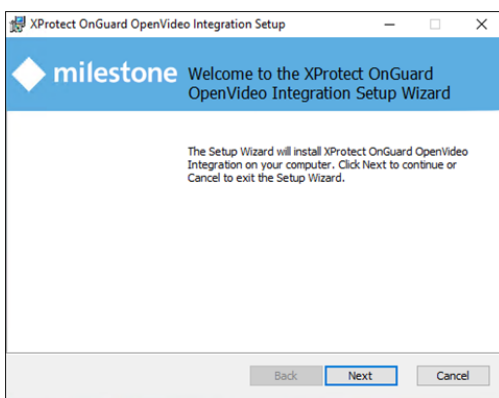 XProtect OnGuard OpenVideo Integration Setup
milestone
Welcome to the XProtect OnGuard
OpenVideo Integration Setup Wizard
The Setup Wizard will install XProtect OnGuard OpenVideo
Integration on your computer. Click Next to continue or
Cancel to exit the Setup Wizard.
Back Next Cancel